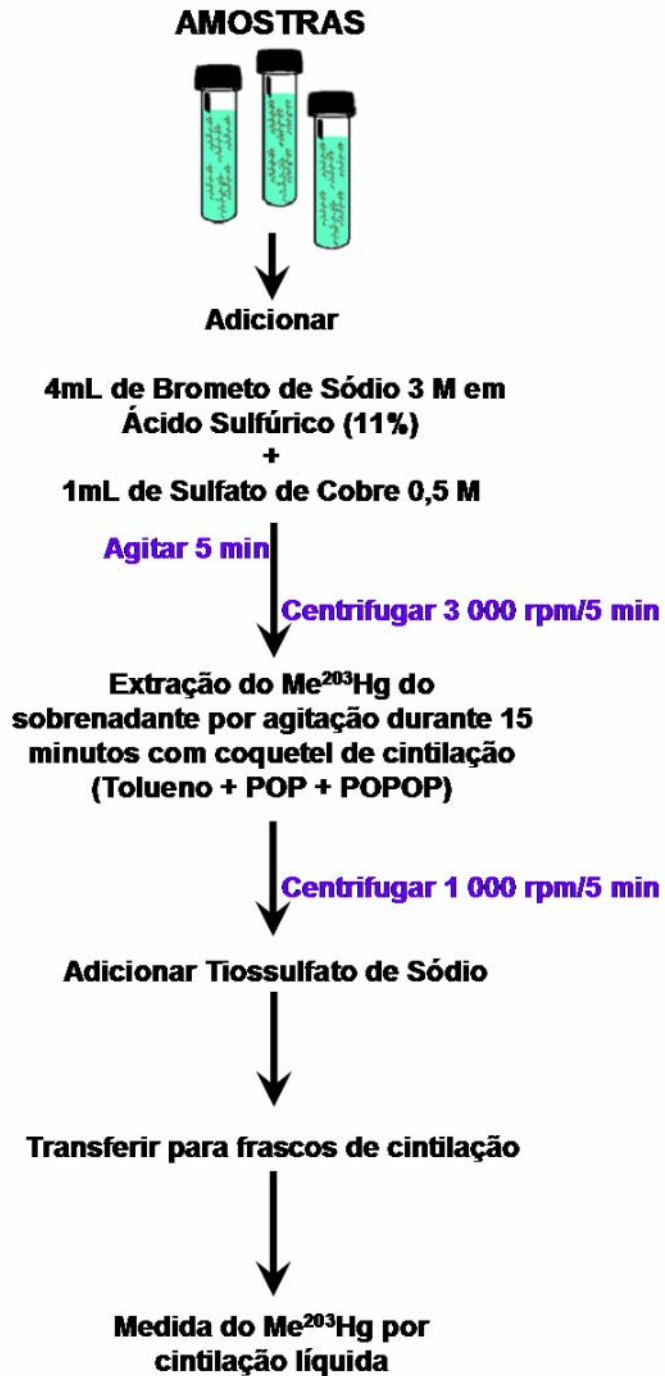 AMOSTRAS
Adicionar
4mL de Brometo de Sódio 3 M em
Ácido Sulfúrico (11%)
+
1mL de Sulfato de Cobre 0,5 M
Agitar 5 min
Centrifugar 3 000 rpm/5 min
Extração do Me²⁰³Hg do
sobrenadante por agitação durante 15
minutos com coquetel de cintilação
(Tolueno + POP + POPOP)
Centrifugar 1 000 rpm/5 min
Adicionar Tiossulfato de Sódio
Transferir para frascos de cintilação
Medida do Me²⁰³Hg por
cintilação líquida